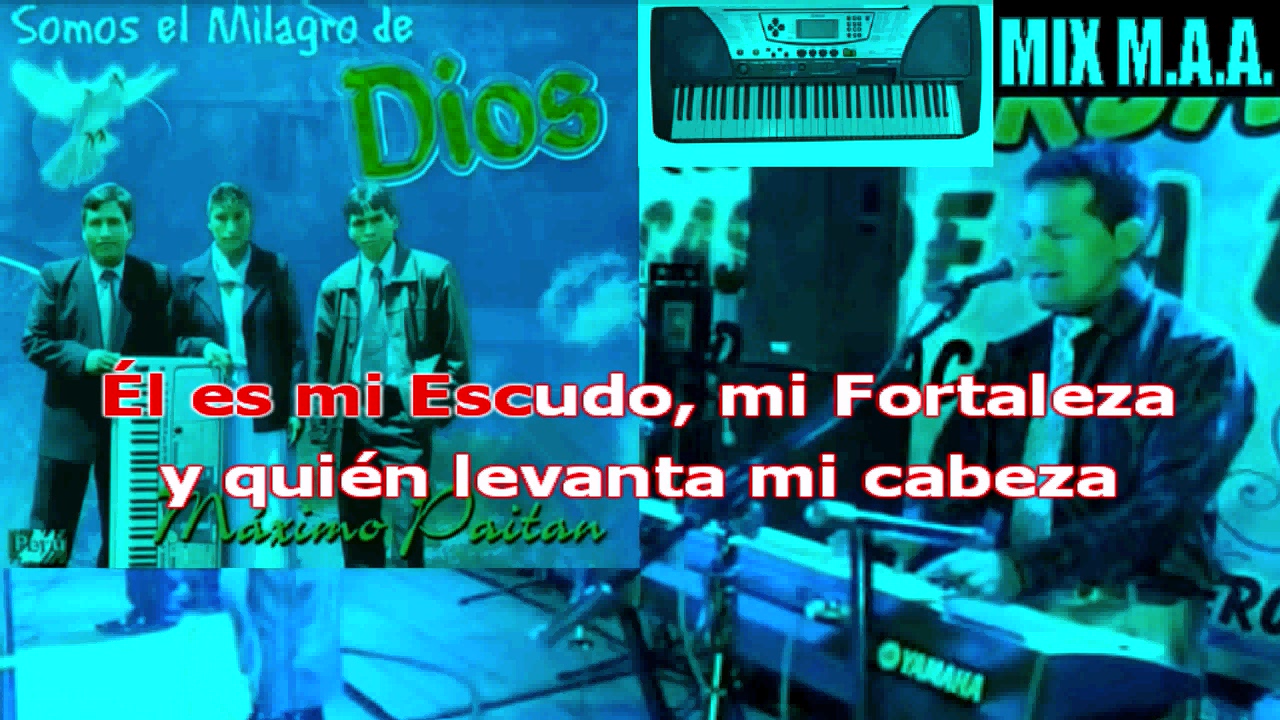 Somos el Milagro de
Dios
MIX M.A.A.
Él es mi Escudo, mi Fortaleza
y quién levanta mi cabeza
Máximo Paitan
Perú
YAMAHA